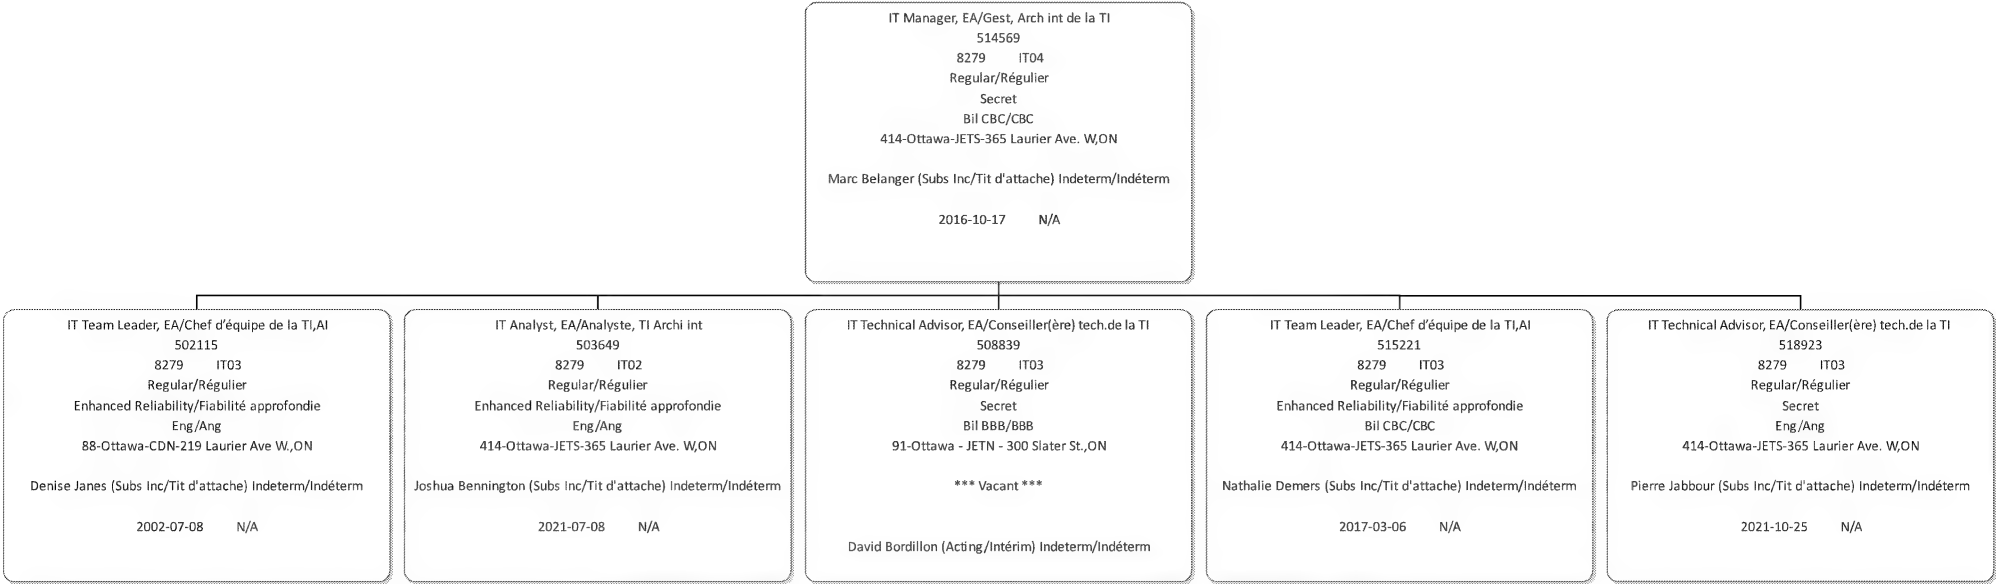 IT Manager, EA/Gest, Arch int de la TI
514569
8279 IT04
Regular/Régulier
Secret
Bil CBC/CBC
414-Ottawa-JETS-365 Laurier Ave. W,ON
Marc Belanger (Subs Inc/Tit d'attache) Indeterm/Indéterm
2016-10-17 N/A
IT Team Leader, EA/Chef d’équipe de la TI,AI
502115
8279 IT03
Regular/Régulier
Enhanced Reliability/Fiabilité approfondie
Eng/Ang
88-Ottawa-CDN-219 Laurier Ave W.,ON
Denise Janes (Subs Inc/Tit d'attache) Indeterm/Indéterm
2002-07-08 N/A
IT Analyst, EA/Analyste, TI Archi int
503649
8279 IT02
Regular/Régulier
Enhanced Reliability/Fiabilité approfondie
Eng/Ang
414-Ottawa-JETS-365 Laurier Ave. W,ON
Joshua Bennington (Subs Inc/Tit d'attache) Indeterm/Indéterm
2021-07-08 N/A
IT Technical Advisor, EA/Conseiller(ère) tech.de la TI
508839
8279 IT03
Regular/Régulier
Secret
Bil BBB/BBB
91-Ottawa - JETN - 300 Slater St.,ON
*** Vacant ***
David Bordillon (Acting/Intérim) Indeterm/Indéterm
IT Team Leader, EA/Chef d’équipe de la TI,AI
515221
8279 IT03
Regular/Régulier
Enhanced Reliability/Fiabilité approfondie
Bil CBC/CBC
414-Ottawa-JETS-365 Laurier Ave. W,ON
Nathalie Demers (Subs Inc/Tit d'attache) Indeterm/Indéterm
2017-03-06 N/A
IT Technical Advisor, EA/Conseiller(ère) tech.de la TI
518923
8279 IT03
Regular/Régulier
Secret
Eng/Ang
414-Ottawa-JETS-365 Laurier Ave. W,ON
Pierre Jabbour (Subs Inc/Tit d'attache) Indeterm/Indéterm
2021-10-25 N/A